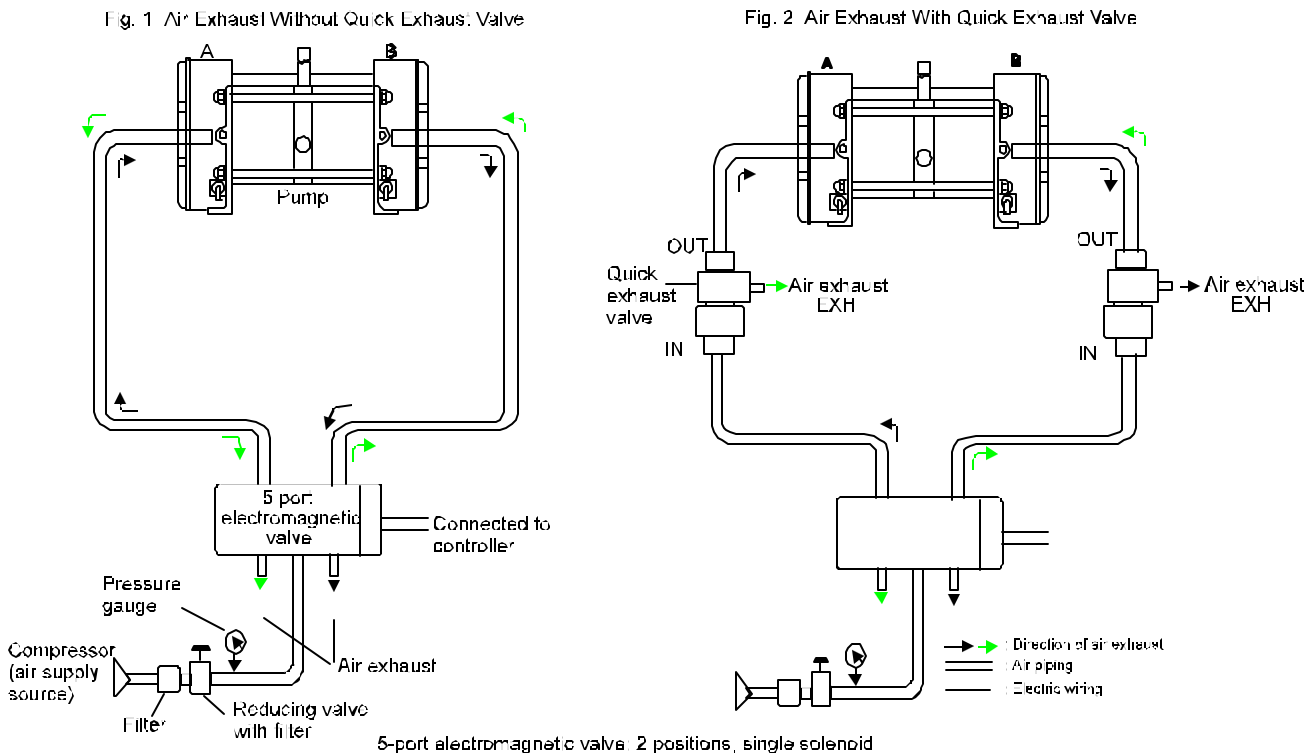 Fig. 1 Air Exhaust Without Quick Exhaust Valve
A
B
Pump
5 port
electromagnetic
valve
Connected to
controller
Pressure
gauge
Compressor
(air supply
source)
Filter
Reducing valve
with filter
Air exhaust
Fig. 2 Air Exhaust With Quick Exhaust Valve
A
B
OUT
OUT
Quick
exhaust
valve
Air exhaust
EXH
Air exhaust
EXH
IN
IN
: Direction of air exhaust
: Air piping
: Electric wiring
5-port electromagnetic valve: 2 positions, single solenoid